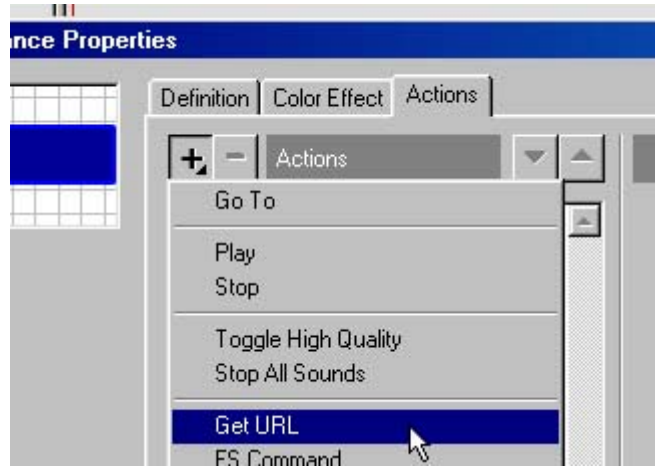 nce Properties
Definition Color Effect Actions
Actions
Go To
Play
Stop
Toggle High Quality
Stop All Sounds
Get URL
FS Command